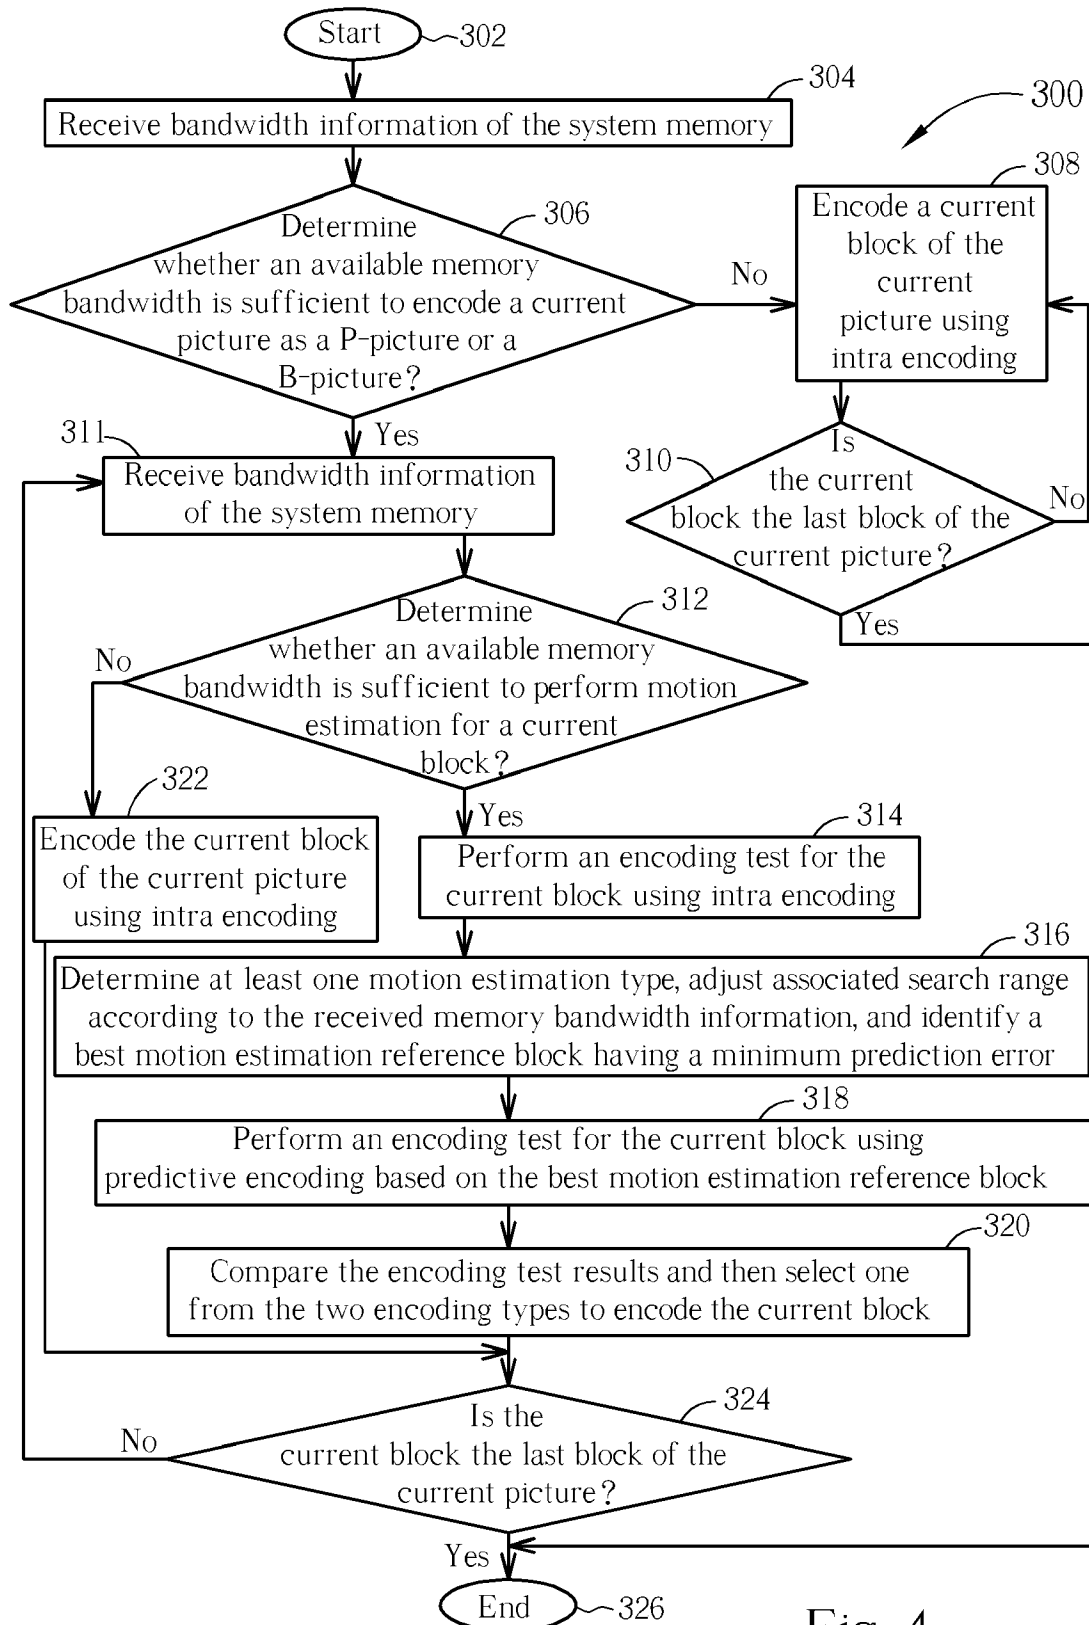 Start
302
304
Receive bandwidth information of the system memory
300
306
Determine
whether an available memory
bandwidth is sufficient to encode a current
picture as a P-picture or a
B-picture?
No
308
Encode a current
block of the
current
picture using
intra encoding
Yes
311
Receive bandwidth information
of the system memory
310
Is
the current
block the last block of the
current picture?
No
Yes
312
Determine
whether an available memory
bandwidth is sufficient to perform motion
estimation for a current
block?
No
322
Encode the current block
of the current picture
using intra encoding
Yes
314
Perform an encoding test for the
current block using intra encoding
316
Determine at least one motion estimation type, adjust associated search range
according to the received memory bandwidth information, and identify a
best motion estimation reference block having a minimum prediction error
318
Perform an encoding test for the current block using
predictive encoding based on the best motion estimation reference block
320
Compare the encoding test results and then select one
from the two encoding types to encode the current block
324
Is the
current block the last block of the
current picture?
No
Yes
End
326
Fig. 4